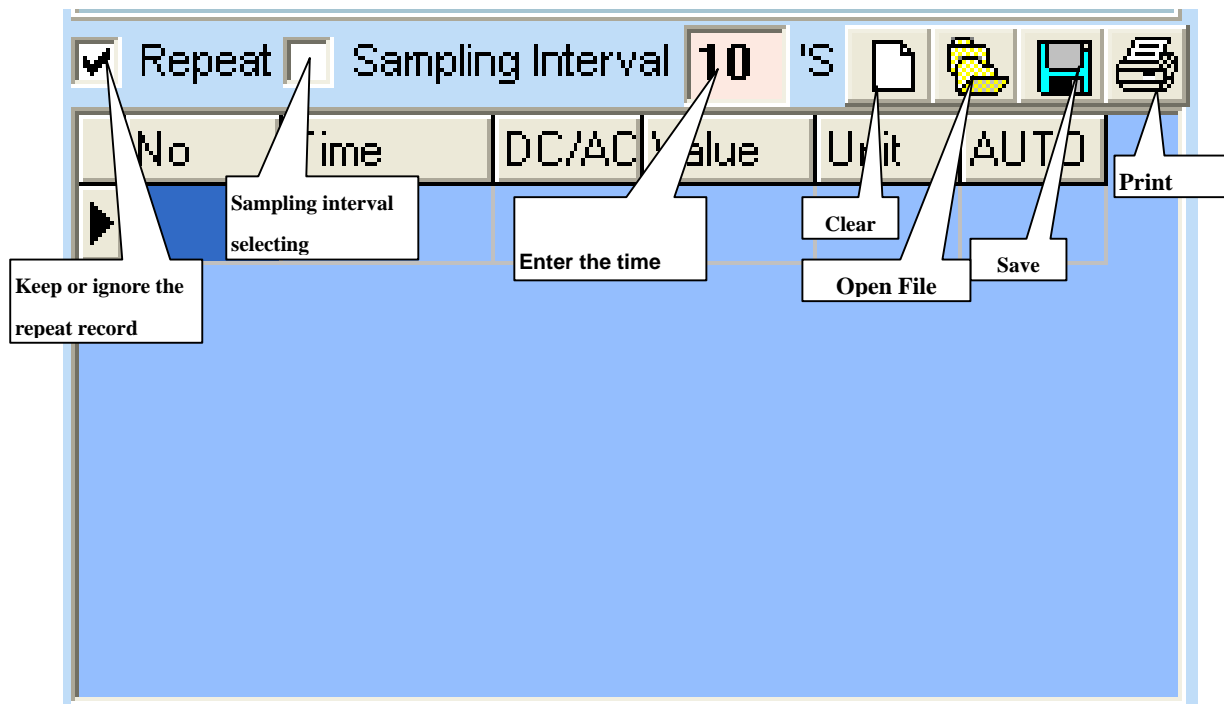 Repeat Sampling Interval 10 'S
No Time DC/AC Value Unit AUTO
Print
Sampling interval
selecting
Clear
Enter the time
Save
Keep or ignore the
repeat record
Open File